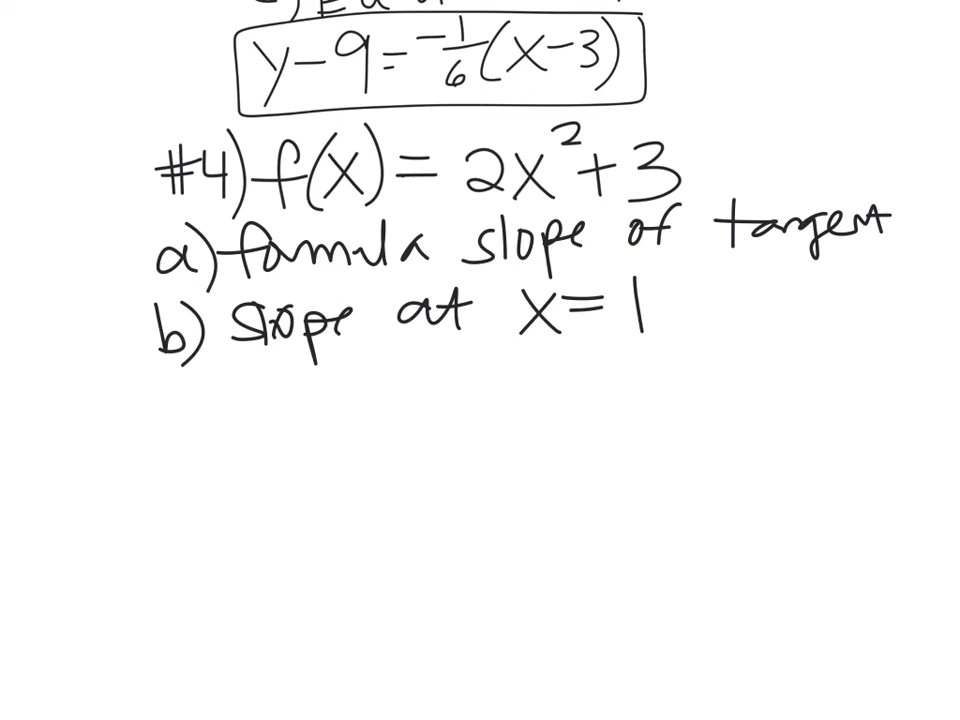 y-9=-1/6(x-3)
#4) f(x) = 2x²+3
a) formula slope of tangent
b) slope at x=1